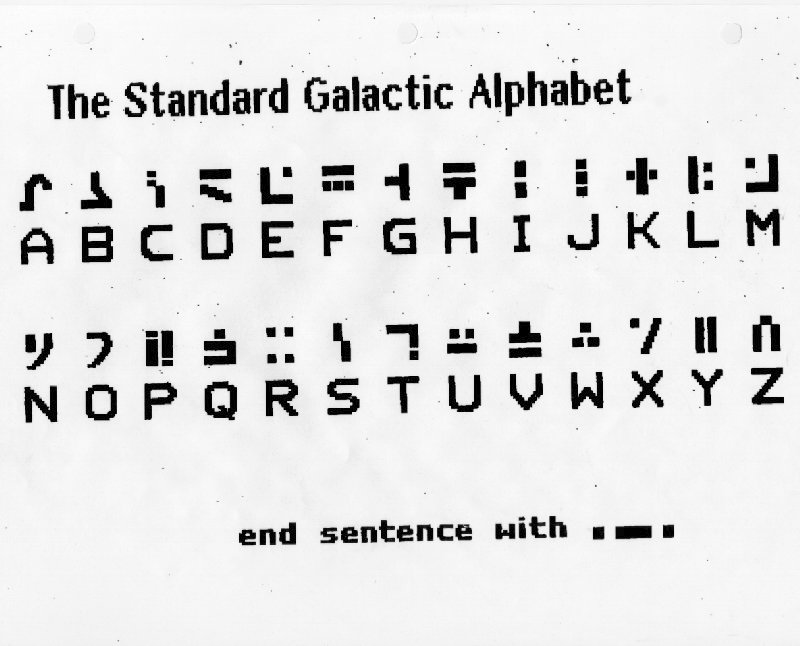 The Standard Galactic Alphabet
A B C D E F G H I J K L M
N O P Q R S T U V W X Y Z
end sentence with